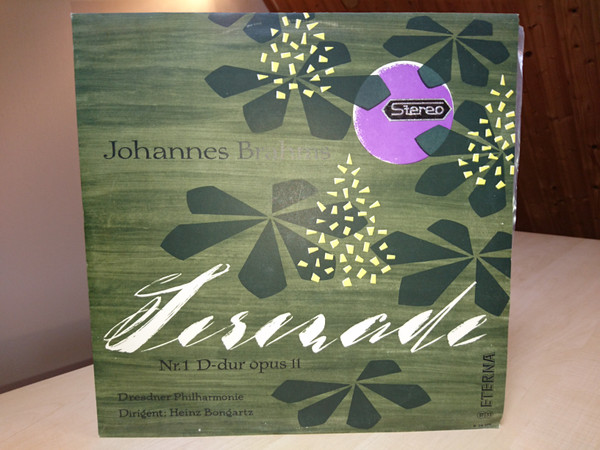 Stereo
Johannes Brahms
Serenade
Nr.1 D-dur opus 11
Dresdner Philharmonie
Dirigent: Heinz Bongartz
ETERNA